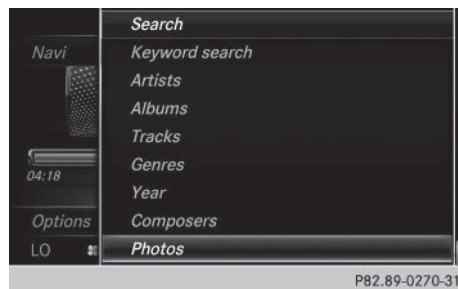 Search
Navi
Keyword search
Artists
Albums
Tracks
Genres
04:18
Year
Options
Composers
LO
Photos
P82.89-0270-31